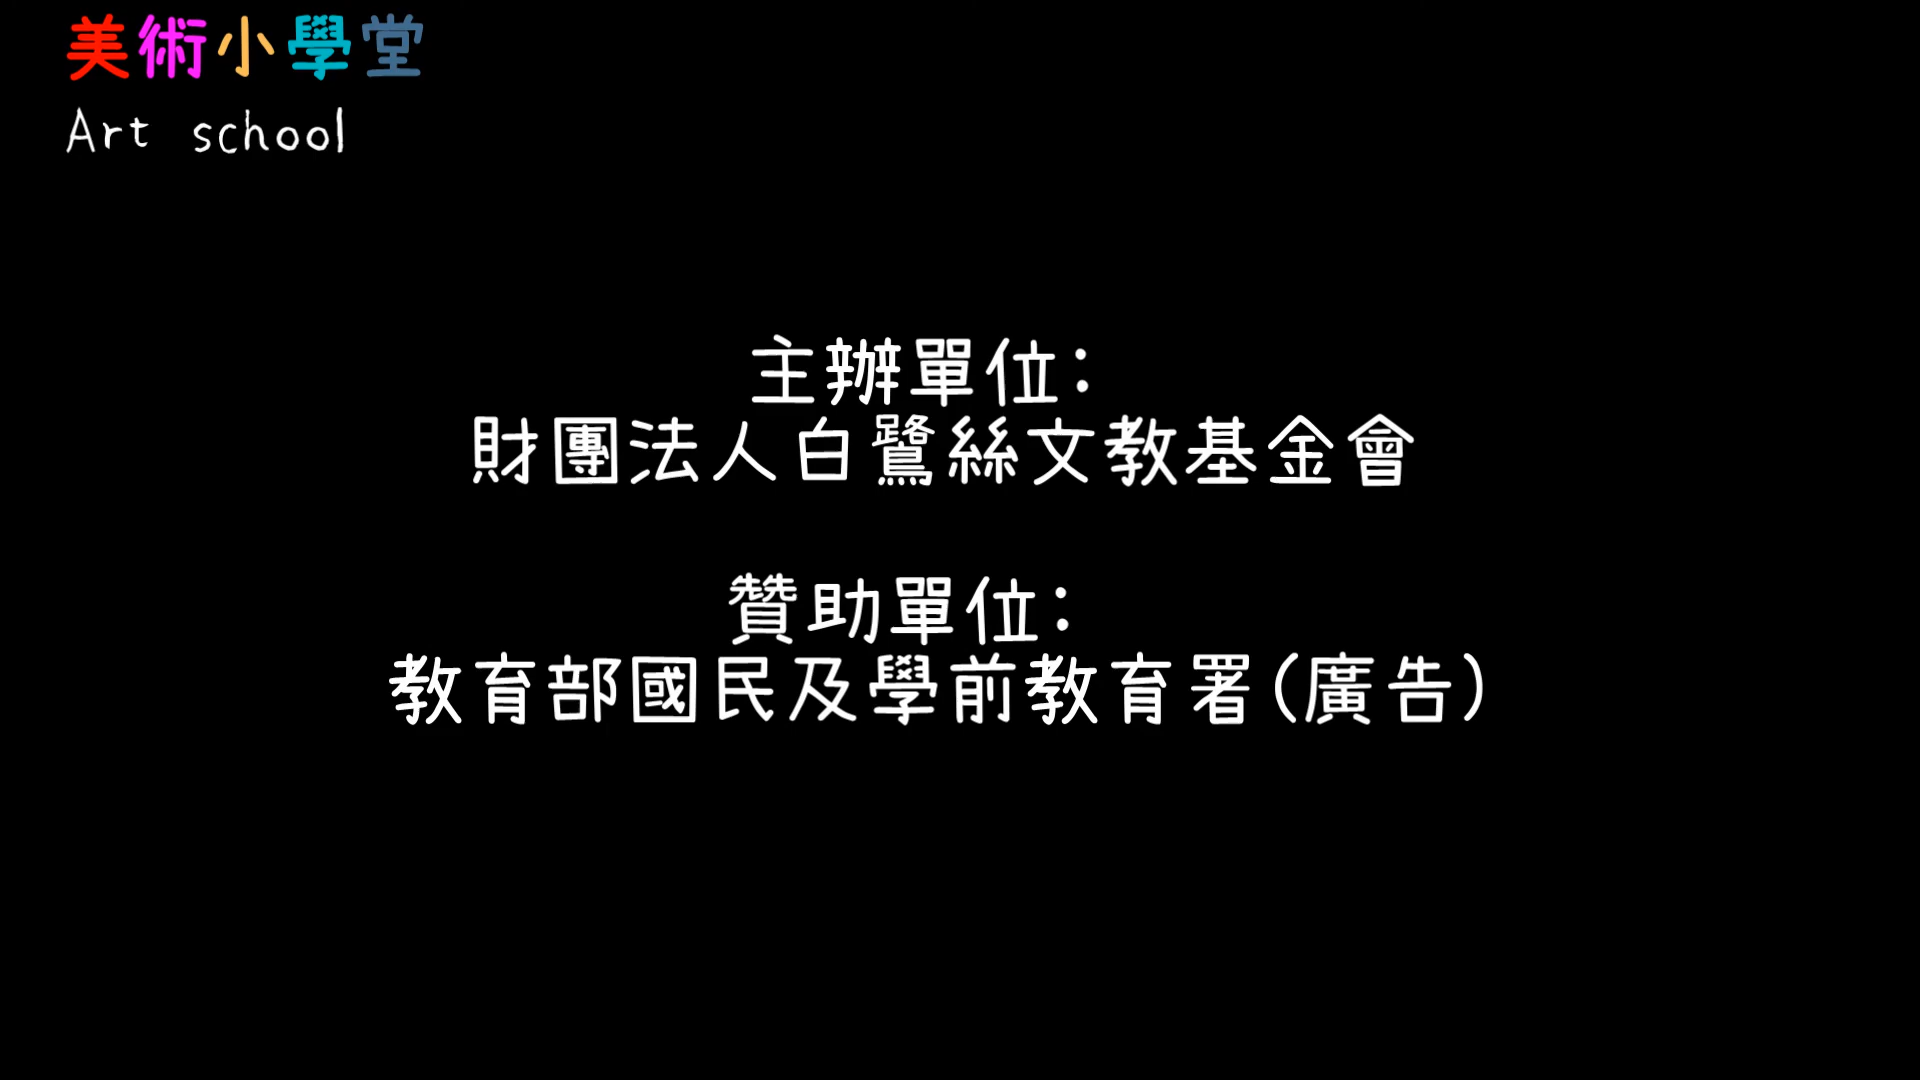 美術小學堂
Art school
主辦單位：
財團法人白鷺絲文教基金會
贊助單位：
教育部國民及學前教育署(廣告)